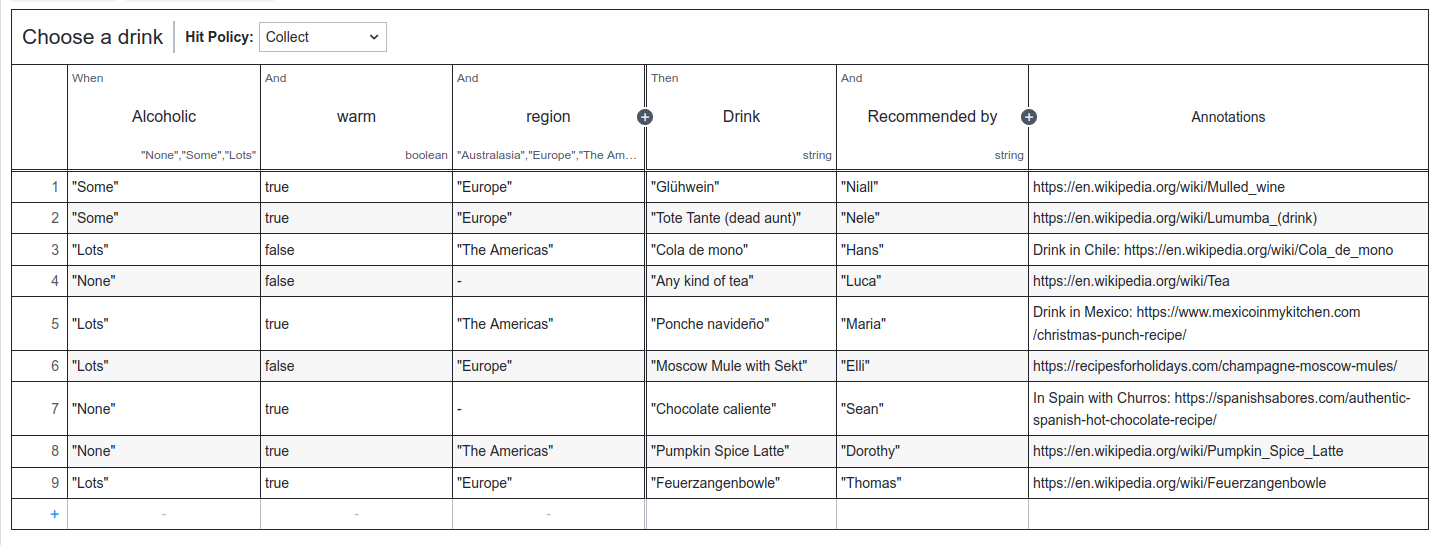 Choose a drink Hit Policy: Collect
When And And Then And
Alcoholic warm region + Drink Recommended by + Annotations
"None","Some","Lots" boolean "Australasia","Europe","The Am… string string
1 "Some" true "Europe" "Glühwein" "Niall" https://en.wikipedia.org/wiki/Mulled_wine
2 "Some" true "Europe" "Tote Tante (dead aunt)" "Nele" https://en.wikipedia.org/wiki/Lumumba_(drink)
3 "Lots" false "The Americas" "Cola de mono" "Hans" Drink in Chile: https://en.wikipedia.org/wiki/Cola_de_mono
4 "None" false - "Any kind of tea" "Luca" https://en.wikipedia.org/wiki/Tea
5 "Lots" true "The Americas" "Ponche navideño" "Maria" Drink in Mexico: https://www.mexicoinmykitchen.com
/christmas-punch-recipe/
6 "Lots" false "Europe" "Moscow Mule with Sekt" "Elli" https://recipesforholidays.com/champagne-moscow-mules/
7 "None" true - "Chocolate caliente" "Sean" In Spain with Churros: https://spanishsabores.com/authentic-
spanish-hot-chocolate-recipe/
8 "None" true "The Americas" "Pumpkin Spice Latte" "Dorothy" https://en.wikipedia.org/wiki/Pumpkin_Spice_Latte
9 "Lots" true "Europe" "Feuerzangenbowle" "Thomas" https://en.wikipedia.org/wiki/Feuerzangenbowle
+ - - -